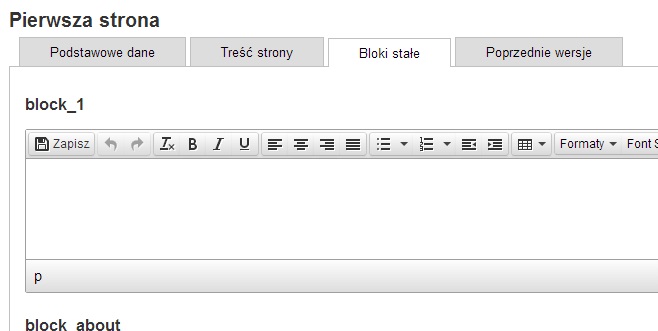 Pierwsza strona
Podstawowe dane Treść strony Bloki stałe Poprzednie wersje
block_1
Zapisz B I U Formaty Font S
p
block_about